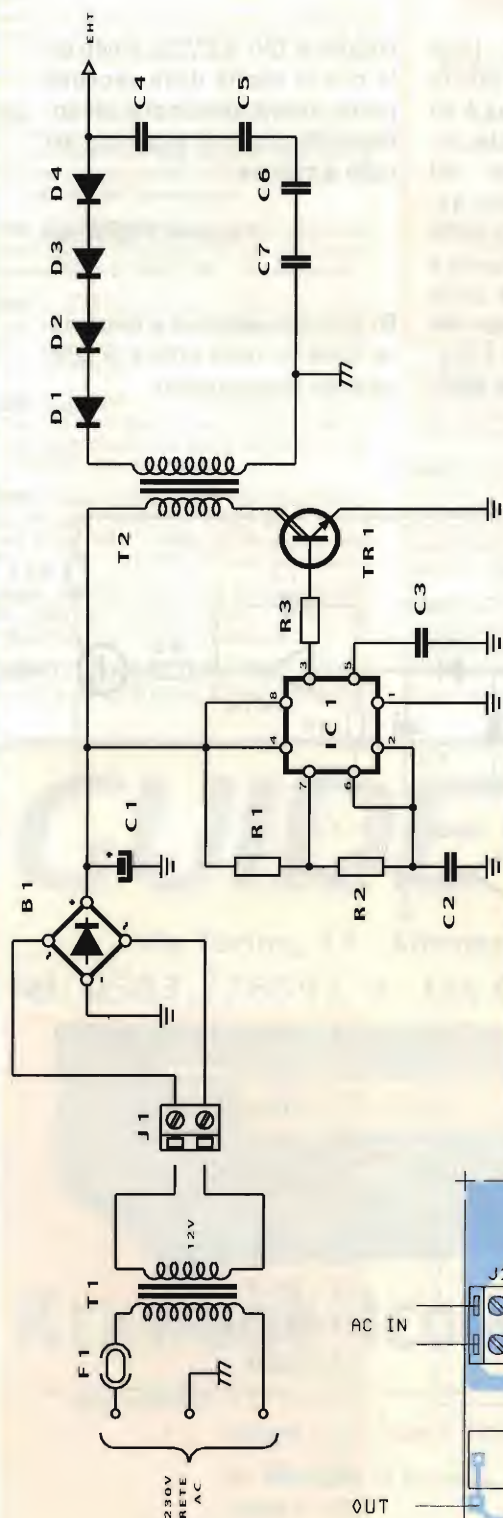 230V
RETE
AC
F1
T1
12V
J1
B1
+
~
~
-
+
C1
R1
R2
C2
7
4
8
6
2
1
5
3
IC1
R3
C3
TR1
T2
D1
D2
D3
D4
EHT
C4
C5
C6
C7
AC IN
OUT